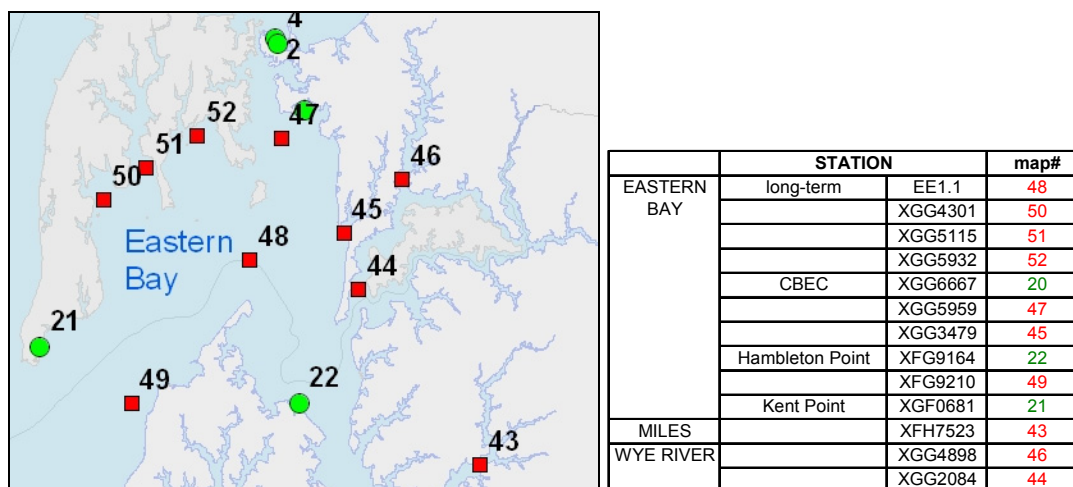 4
2
52
47
51
46
50
45
Eastern
Bay
48
44
21
49
22
43
STATION map#
EASTERN long-term EE1.1 48
BAY XGG4301 50
XGG5115 51
XGG5932 52
CBEC XGG6667 20
XGG5959 47
XGG3479 45
Hambleton Point XFG9164 22
XFG9210 49
Kent Point XGF0681 21
MILES XFH7523 43
WYE RIVER XGG4898 46
XGG2084 44